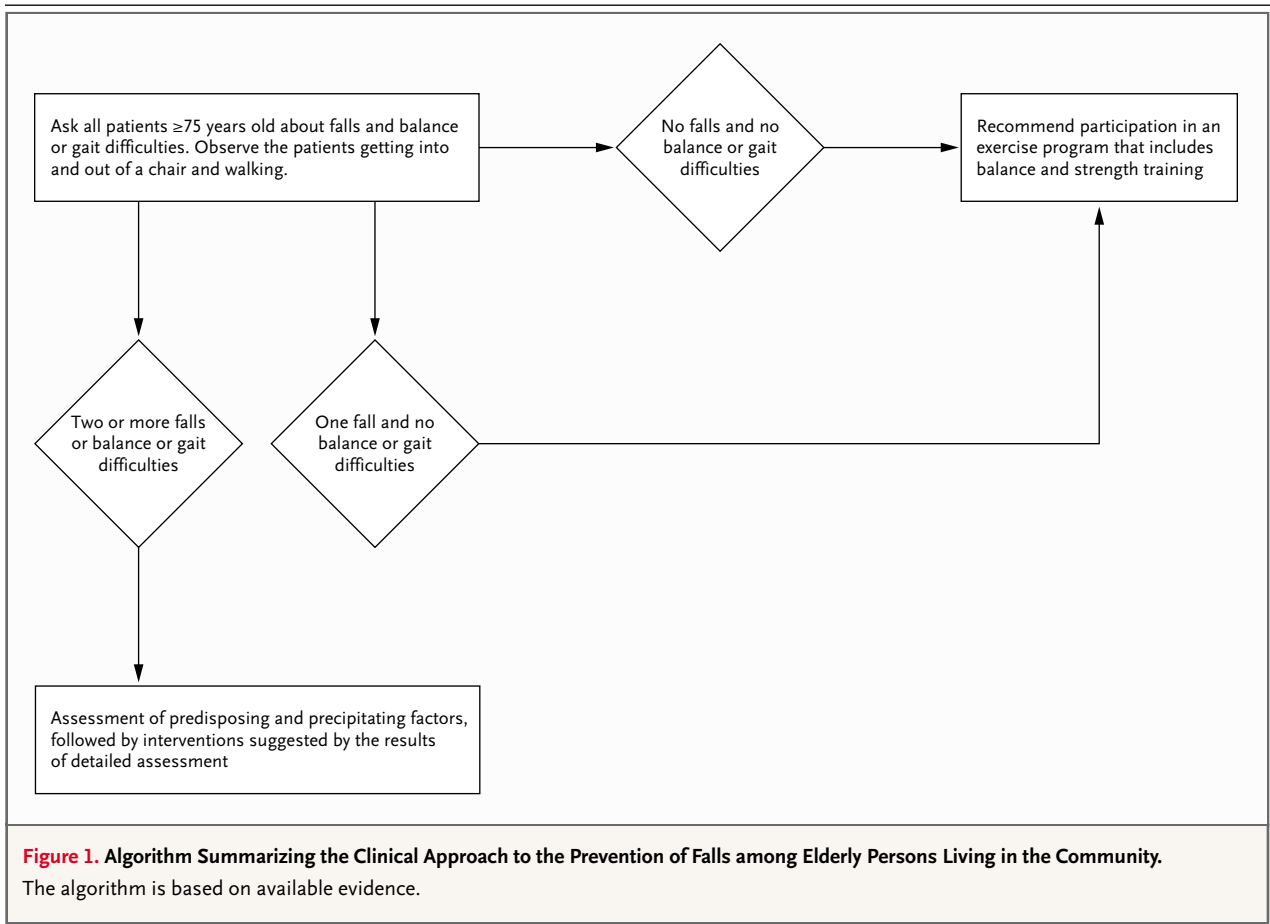 Ask all patients ≥75 years old about falls and balance
or gait difficulties. Observe the patients getting into
and out of a chair and walking.
No falls and no
balance or gait
difficulties
Recommend participation in an
exercise program that includes
balance and strength training
Two or more falls
or balance or gait
difficulties
One fall and no
balance or gait
difficulties
Assessment of predisposing and precipitating factors,
followed by interventions suggested by the results
of detailed assessment
Figure 1. Algorithm Summarizing the Clinical Approach to the Prevention of Falls among Elderly Persons Living in the Community.
The algorithm is based on available evidence.